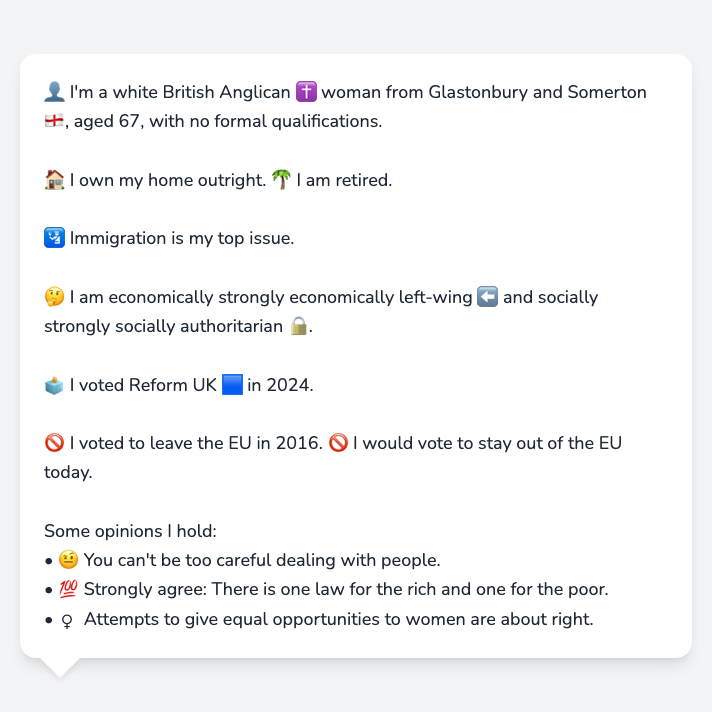 👤 I'm a white British Anglican ✝️ woman from Glastonbury and Somerton
🏴󠁧󠁢󠁥󠁮󠁧󠁿, aged 67, with no formal qualifications.
🏠 I own my home outright. 🌴 I am retired.
🛂 Immigration is my top issue.
🤔 I am economically strongly economically left-wing ⬅️ and socially
strongly socially authoritarian 🔒.
🗳️ I voted Reform UK 🟦 in 2024.
🚫 I voted to leave the EU in 2016. 🚫 I would vote to stay out of the EU
today.
Some opinions I hold:
• 🤨 You can't be too careful dealing with people.
• 💯 Strongly agree: There is one law for the rich and one for the poor.
• ♀ Attempts to give equal opportunities to women are about right.